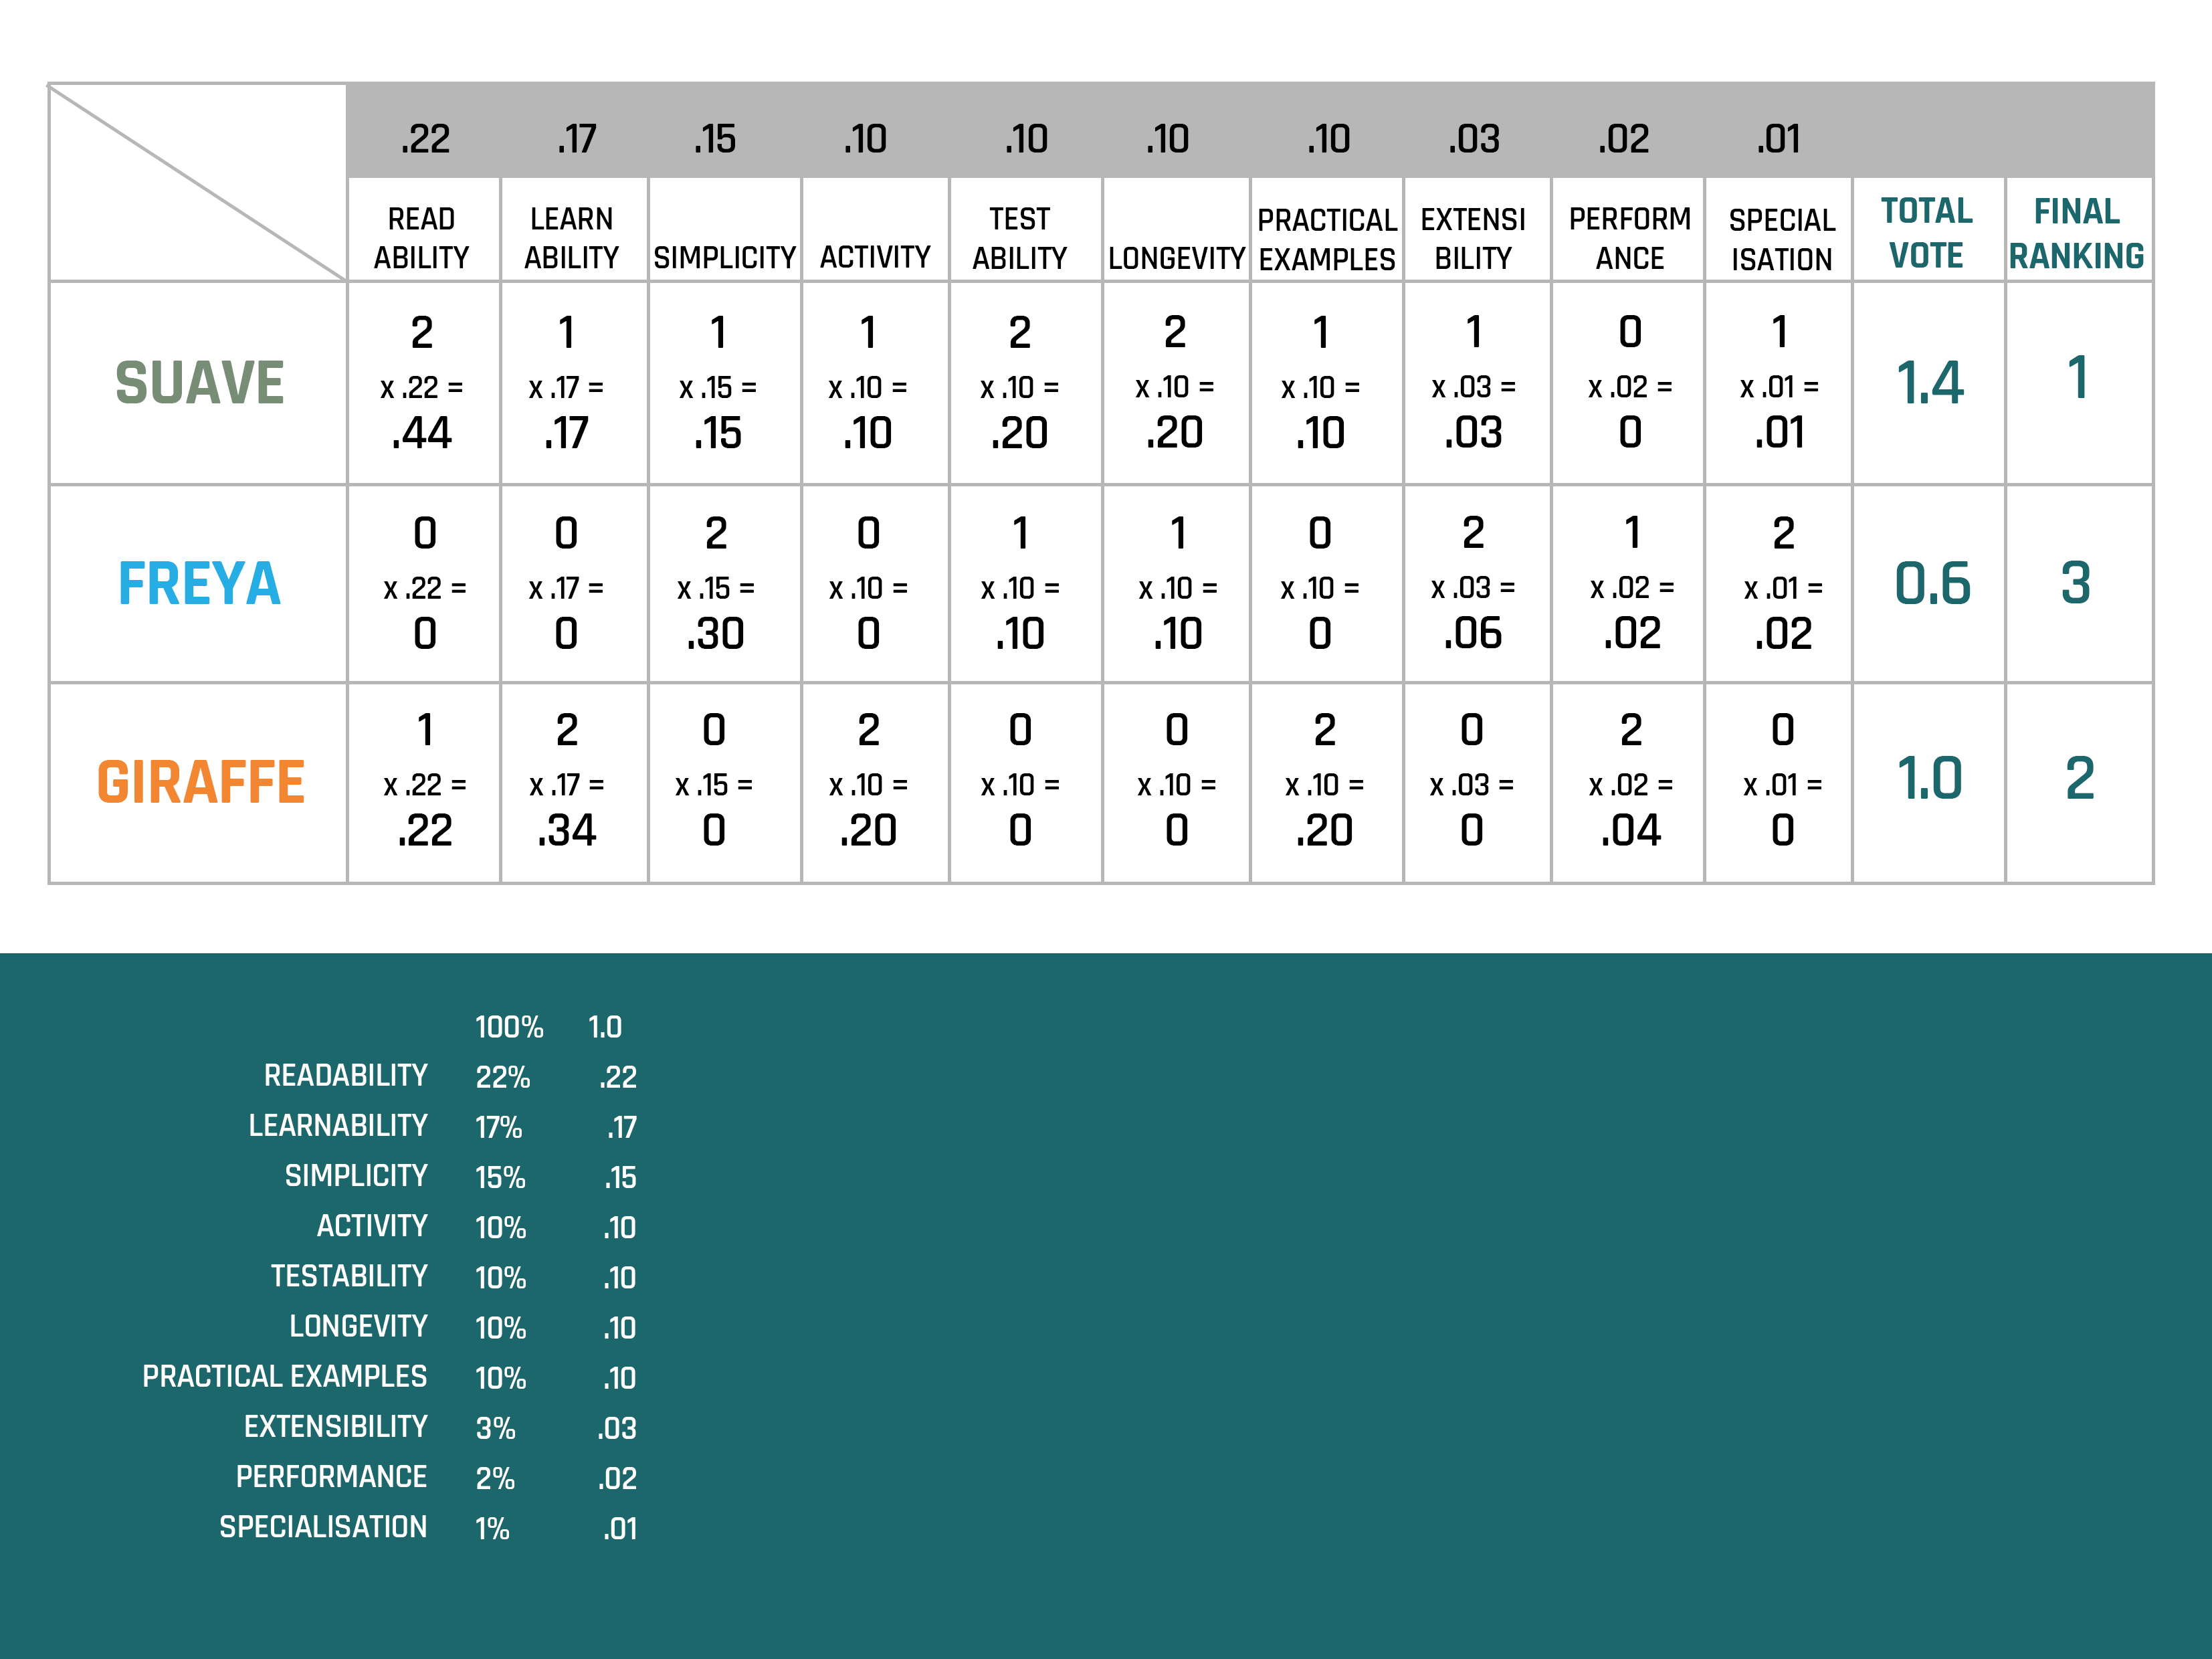 .22 .17 .15 .10 .10 .10 .10 .03 .02 .01
READ ABILITY LEARN ABILITY SIMPLICITY ACTIVITY TEST ABILITY LONGEVITY PRACTICAL EXAMPLES EXTENSI BILITY PERFORM ANCE SPECIAL ISATION TOTAL VOTE FINAL RANKING
2 1 1 1 2 2 1 1 0 1
SUAVE x .22 = x .17 = x .15 = x .10 = x .10 = x .10 = x .10 = x .03 = x .02 = x .01 = 1.4 1
.44 .17 .15 .10 .20 .20 .10 .03 0 .01
0 0 2 0 1 1 0 2 1 2
FREYA x .22 = x .17 = x .15 = x .10 = x .10 = x .10 = x .10 = x .03 = x .02 = x .01 = 0.6 3
0 0 .30 0 .10 .10 0 .06 .02 .02
1 2 0 2 0 0 2 0 2 0
GIRAFFE x .22 = x .17 = x .15 = x .10 = x .10 = x .10 = x .10 = x .03 = x .02 = x .01 = 1.0 2
.22 .34 0 .20 0 0 .20 0 .04 0
100% 1.0
READABILITY 22% .22
LEARNABILITY 17% .17
SIMPLICITY 15% .15
ACTIVITY 10% .10
TESTABILITY 10% .10
LONGEVITY 10% .10
PRACTICAL EXAMPLES 10% .10
EXTENSIBILITY 3% .03
PERFORMANCE 2% .02
SPECIALISATION 1% .01